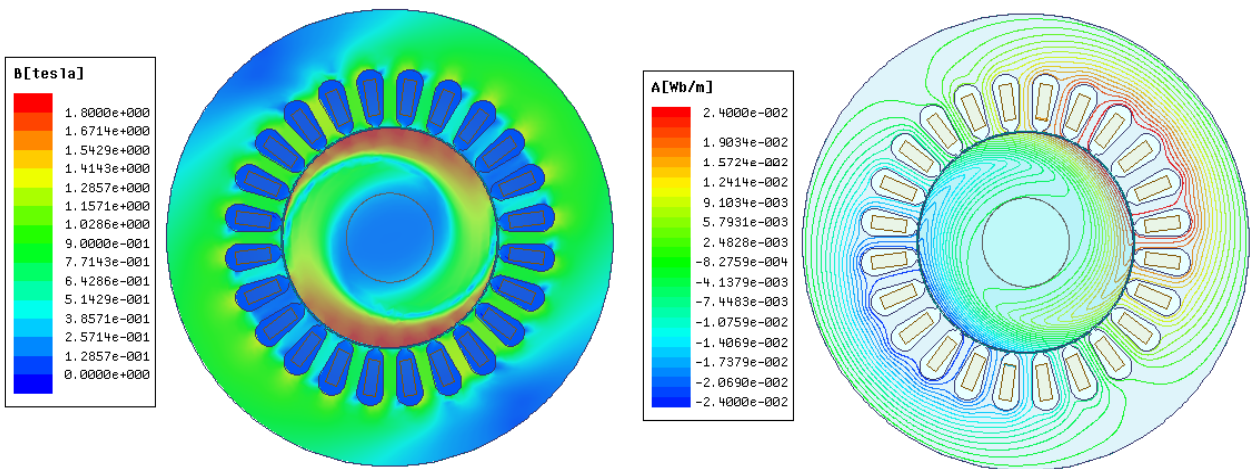 B[tesla]
1.8000e+000
1.6714e+000
1.5429e+000
1.4143e+000
1.2857e+000
1.1571e+000
1.0286e+000
9.0000e-001
7.7143e-001
6.4286e-001
5.1429e-001
3.8571e-001
2.5714e-001
1.2857e-001
0.0000e+000
A[Wb/m]
2.4000e-002
1.9034e-002
1.5724e-002
1.2414e-002
9.1034e-003
5.7931e-003
2.4828e-003
-8.2759e-004
-4.1379e-003
-7.4483e-003
-1.0759e-002
-1.4069e-002
-1.7379e-002
-2.0690e-002
-2.4000e-002